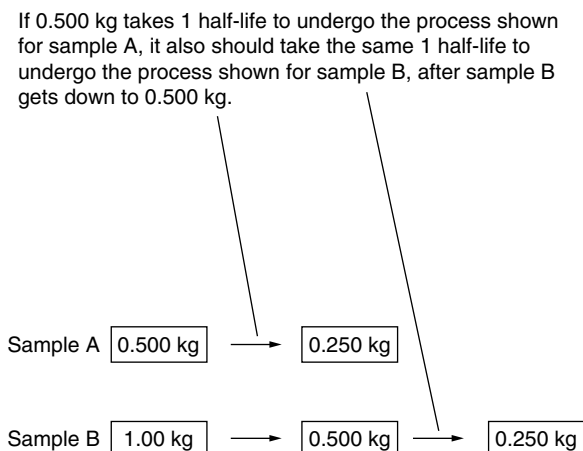 If 0.500 kg takes 1 half-life to undergo the process shown
for sample A, it also should take the same 1 half-life to
undergo the process shown for sample B, after sample B
gets down to 0.500 kg.
Sample A 0.500 kg 0.250 kg
Sample B 1.00 kg 0.500 kg 0.250 kg